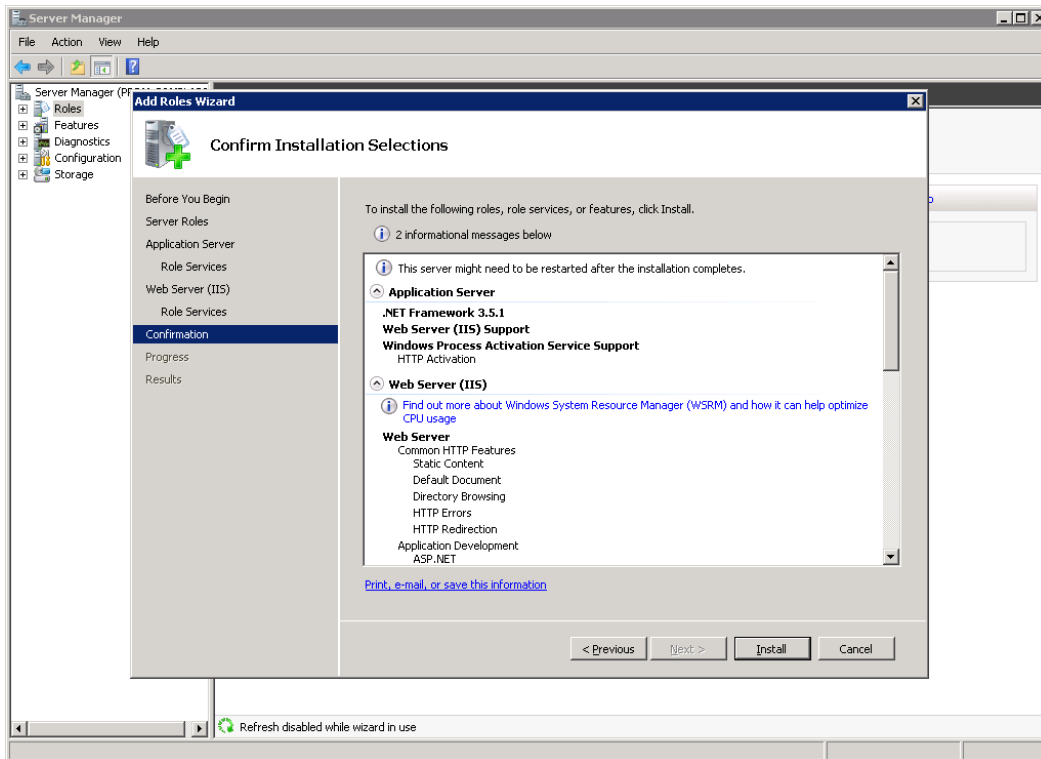 Server Manager
File Action View Help
Server Manager (
Roles
Features
Diagnostics
Configuration
Storage
Add Roles Wizard
Confirm Installation Selections
Before You Begin
Server Roles
Application Server
Role Services
Web Server (IIS)
Role Services
Confirmation
Progress
Results
To install the following roles, role services, or features, click Install.
2 informational messages below
This server might need to be restarted after the installation completes.
Application Server
.NET Framework 3.5.1
Web Server (IIS) Support
Windows Process Activation Service Support
HTTP Activation
Web Server (IIS)
Find out more about Windows System Resource Manager (WSRM) and how it can help optimize
CPU usage
Web Server
Common HTTP Features
Static Content
Default Document
Directory Browsing
HTTP Errors
HTTP Redirection
Application Development
ASP.NET
Print, e-mail, or save this information
< Previous Next > Install Cancel
Refresh disabled while wizard in use